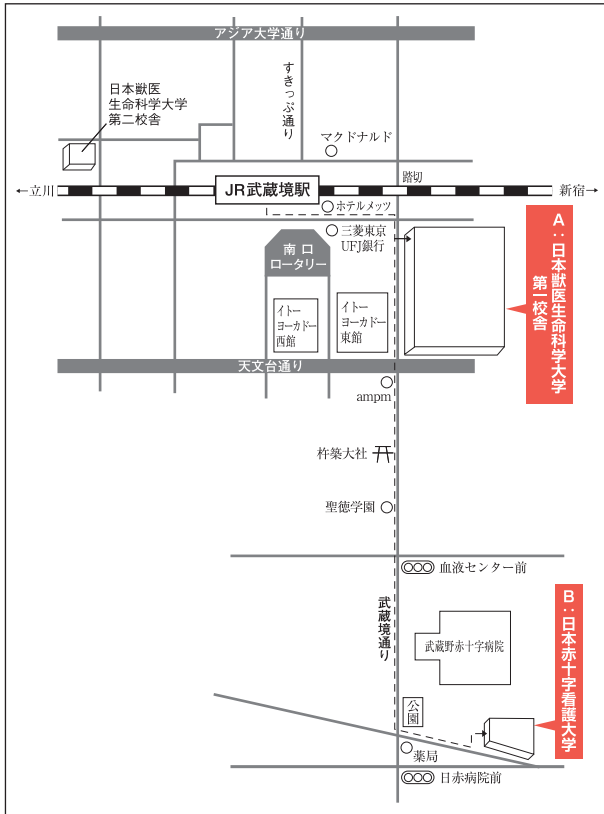 アジア大学通り
すきっぷ通り
日本獣医
生命科学大学
第二校舎
マクドナルド
踏切
←立川
JR武蔵境駅
新宿→
ホテルメッツ
三菱東京
UFJ銀行
南口
ロータリー
A：日本獣医生命科学大学
第一校舎
イトー
ヨーカドー
西館
イトー
ヨーカドー
東館
天文台通り
ampm
杵築大社
聖徳学園
血液センター前
武蔵境通り
武蔵野赤十字病院
B：日本赤十字看護大学
公園
薬局
日赤病院前